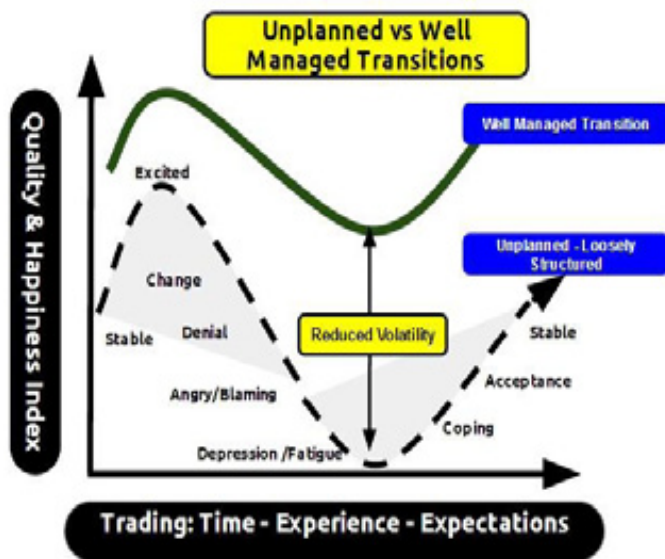 Unplanned vs Well
Managed Transitions
Quality & Happiness Index
Well Managed Transition
Excited
Unplanned - Loosely
Structured
Change
Stable
Denial
Reduced Volatility
Stable
Angry/Blaming
Acceptance
Coping
Depression /Fatigue
Trading: Time - Experience - Expectations